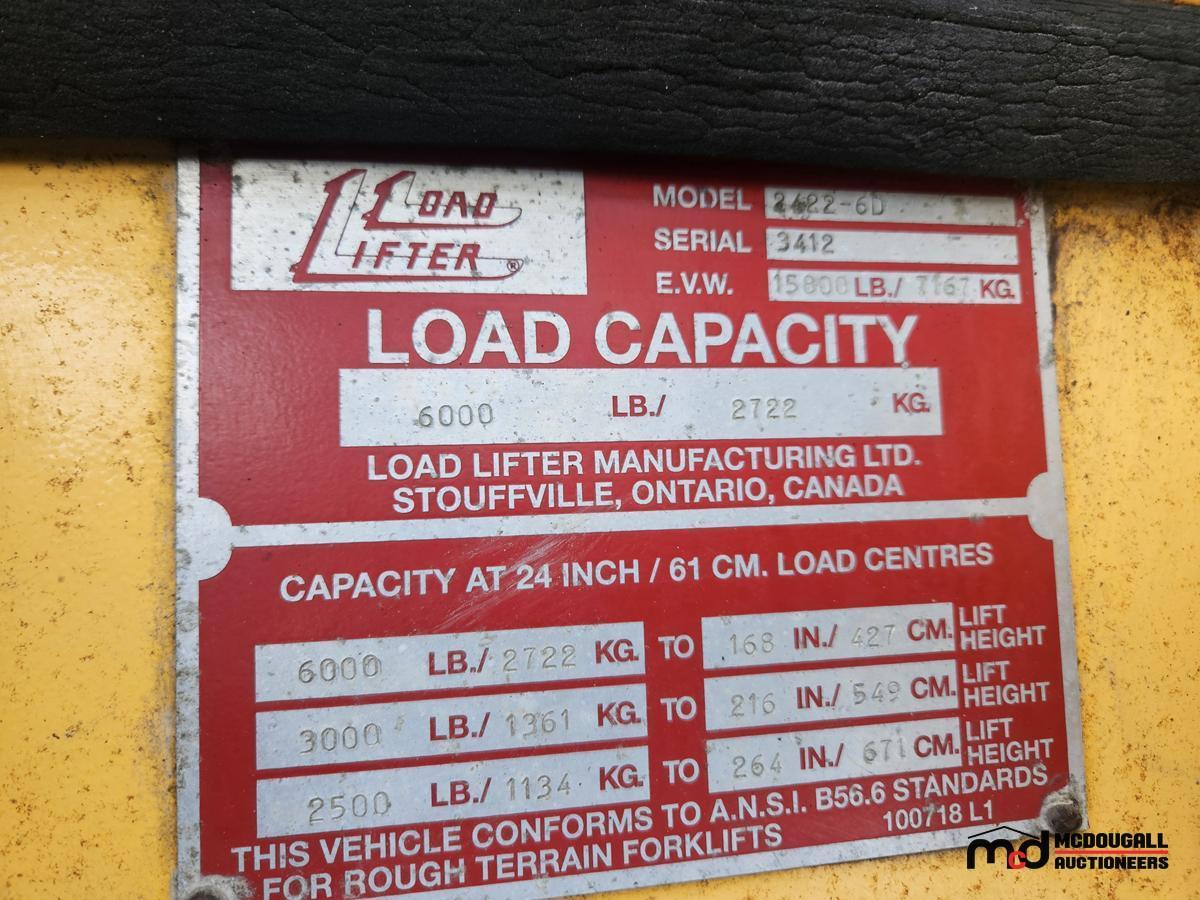 LOAD
LIFTER®
MODEL 2422-6D
SERIAL 3412
E.V.W. 15800 LB./ 7167 KG.
LOAD CAPACITY
6000 LB./ 2722 KG.
LOAD LIFTER MANUFACTURING LTD.
STOUFFVILLE, ONTARIO, CANADA
CAPACITY AT 24 INCH / 61 CM. LOAD CENTRES
6000 LB./ 2722 KG. TO 168 IN./ 427 CM. LIFT HEIGHT
3000 LB./ 1361 KG. TO 216 IN./ 549 CM. LIFT HEIGHT
2500 LB./ 1134 KG. TO 264 IN./ 671 CM. LIFT HEIGHT
THIS VEHICLE CONFORMS TO A.N.S.I. B56.6 STANDARDS
FOR ROUGH TERRAIN FORKLIFTS 100718 L1
mcd MCDOUGALL
AUCTIONEERS